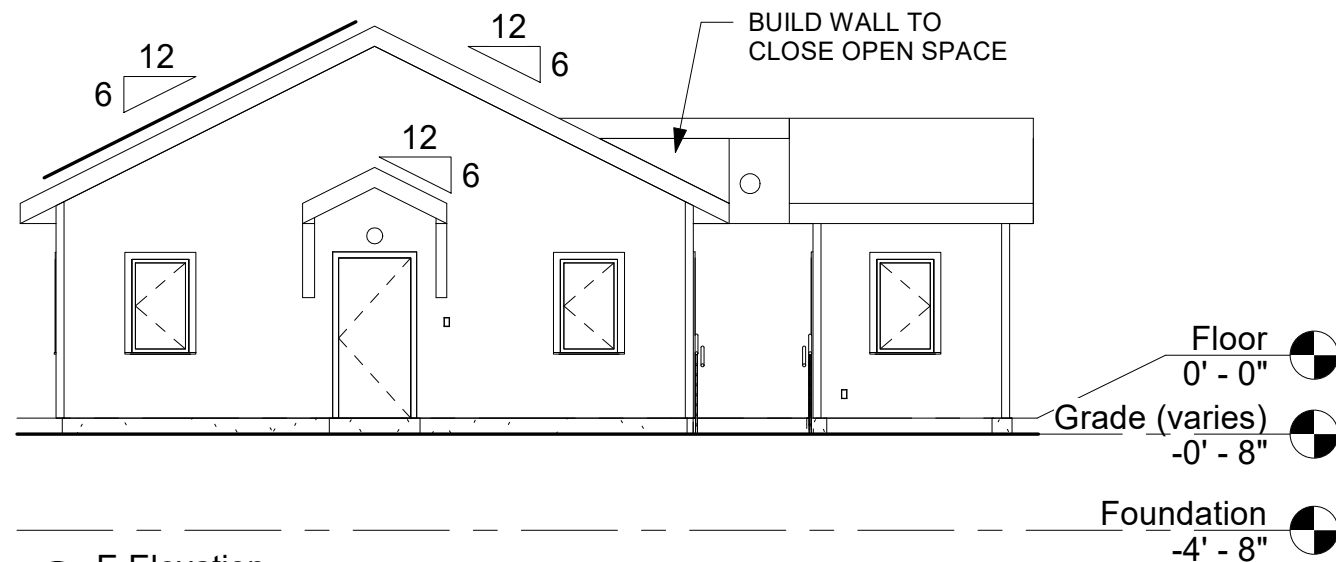 BUILD WALL TO
CLOSE OPEN SPACE
12
6
12
6
12
6
Floor
0' - 0"
Grade (varies)
-0' - 8"
Foundation
-4' - 8"
E Elevation